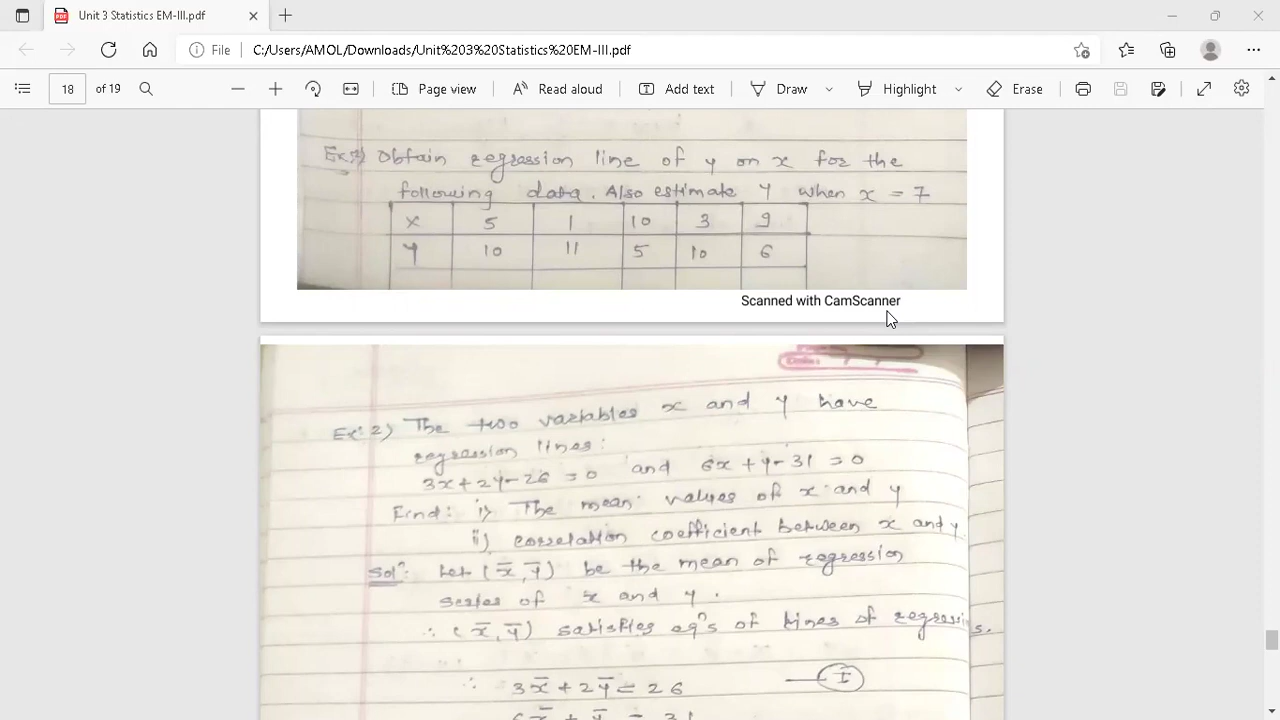 Unit 3 Statistics EM-III.pdf
File C:/Users/AMOL/Downloads/Unit%203%20Statistics%20EM-III.pdf
18 of 19 Page view Read aloud Add text Draw Highlight Erase
Obtain regression line of y on x for the
following data. Also estimate y when x = 7
x 5 1 10 3 9
y 10 11 5 10 6
Scanned with CamScanner
Ex: 2) The two variables x and y have
regression lines:
3x+2y-26 =0 and 6x + y - 31 = 0
Find: i) The mean values of x and y
ii) correlation coefficient between x and y.
Solⁿ: Let (x̄, ȳ) be the mean of regression
series of x and y.
∴ (x̄, ȳ) satisfies eqⁿs of lines of regressions.
∴ 3x̄ + 2ȳ = 26 — I
6x̄ + ȳ = 31